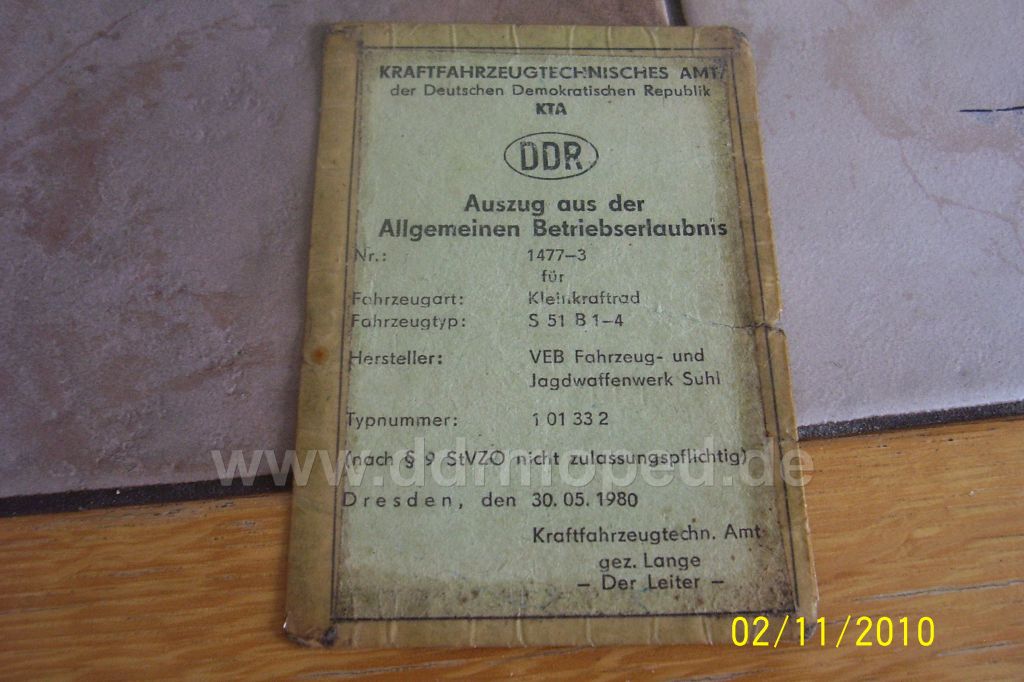 KRAFTFAHRZEUGTECHNISCHES AMT
der Deutschen Demokratischen Republik
KTA
DDR
Auszug aus der
Allgemeinen Betriebserlaubnis
Nr.: 1477-3
für
Fahrzeugart: Kleinkraftrad
Fahrzeugtyp: S 51 B 1-4
Hersteller: VEB Fahrzeug- und
Jagdwaffenwerk Suhl
Typnummer: 1 01 33 2
www.ddrmoped.de
(nach § 9 StVZO nicht zulassungspflichtig)
Dresden, den 30. 05. 1980
Kraftfahrzeugtechn. Amt
gez. Lange
- Der Leiter -
02/11/2010